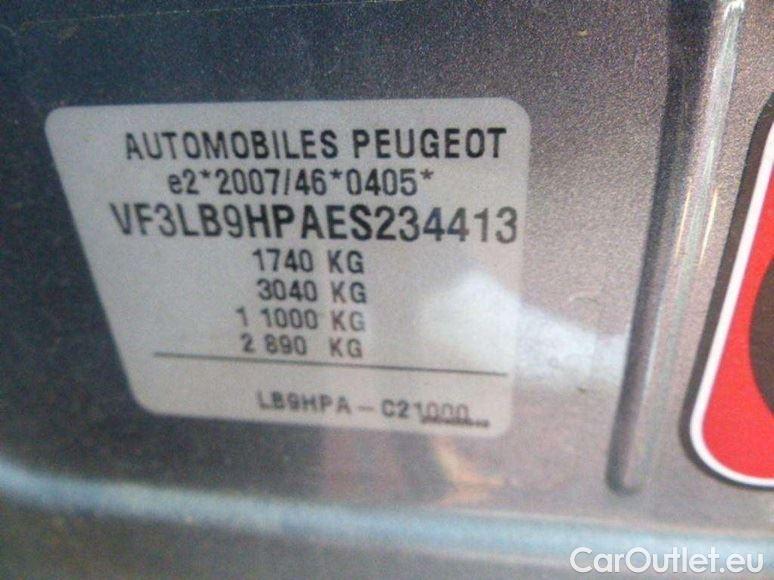 AUTOMOBILES PEUGEOT
e2*2007/46*0405*
VF3LB9HPAES234413
1740 KG
3040 KG
1 1000 KG
2 890 KG
LB9HPA - C21000
CarOutlet.eu